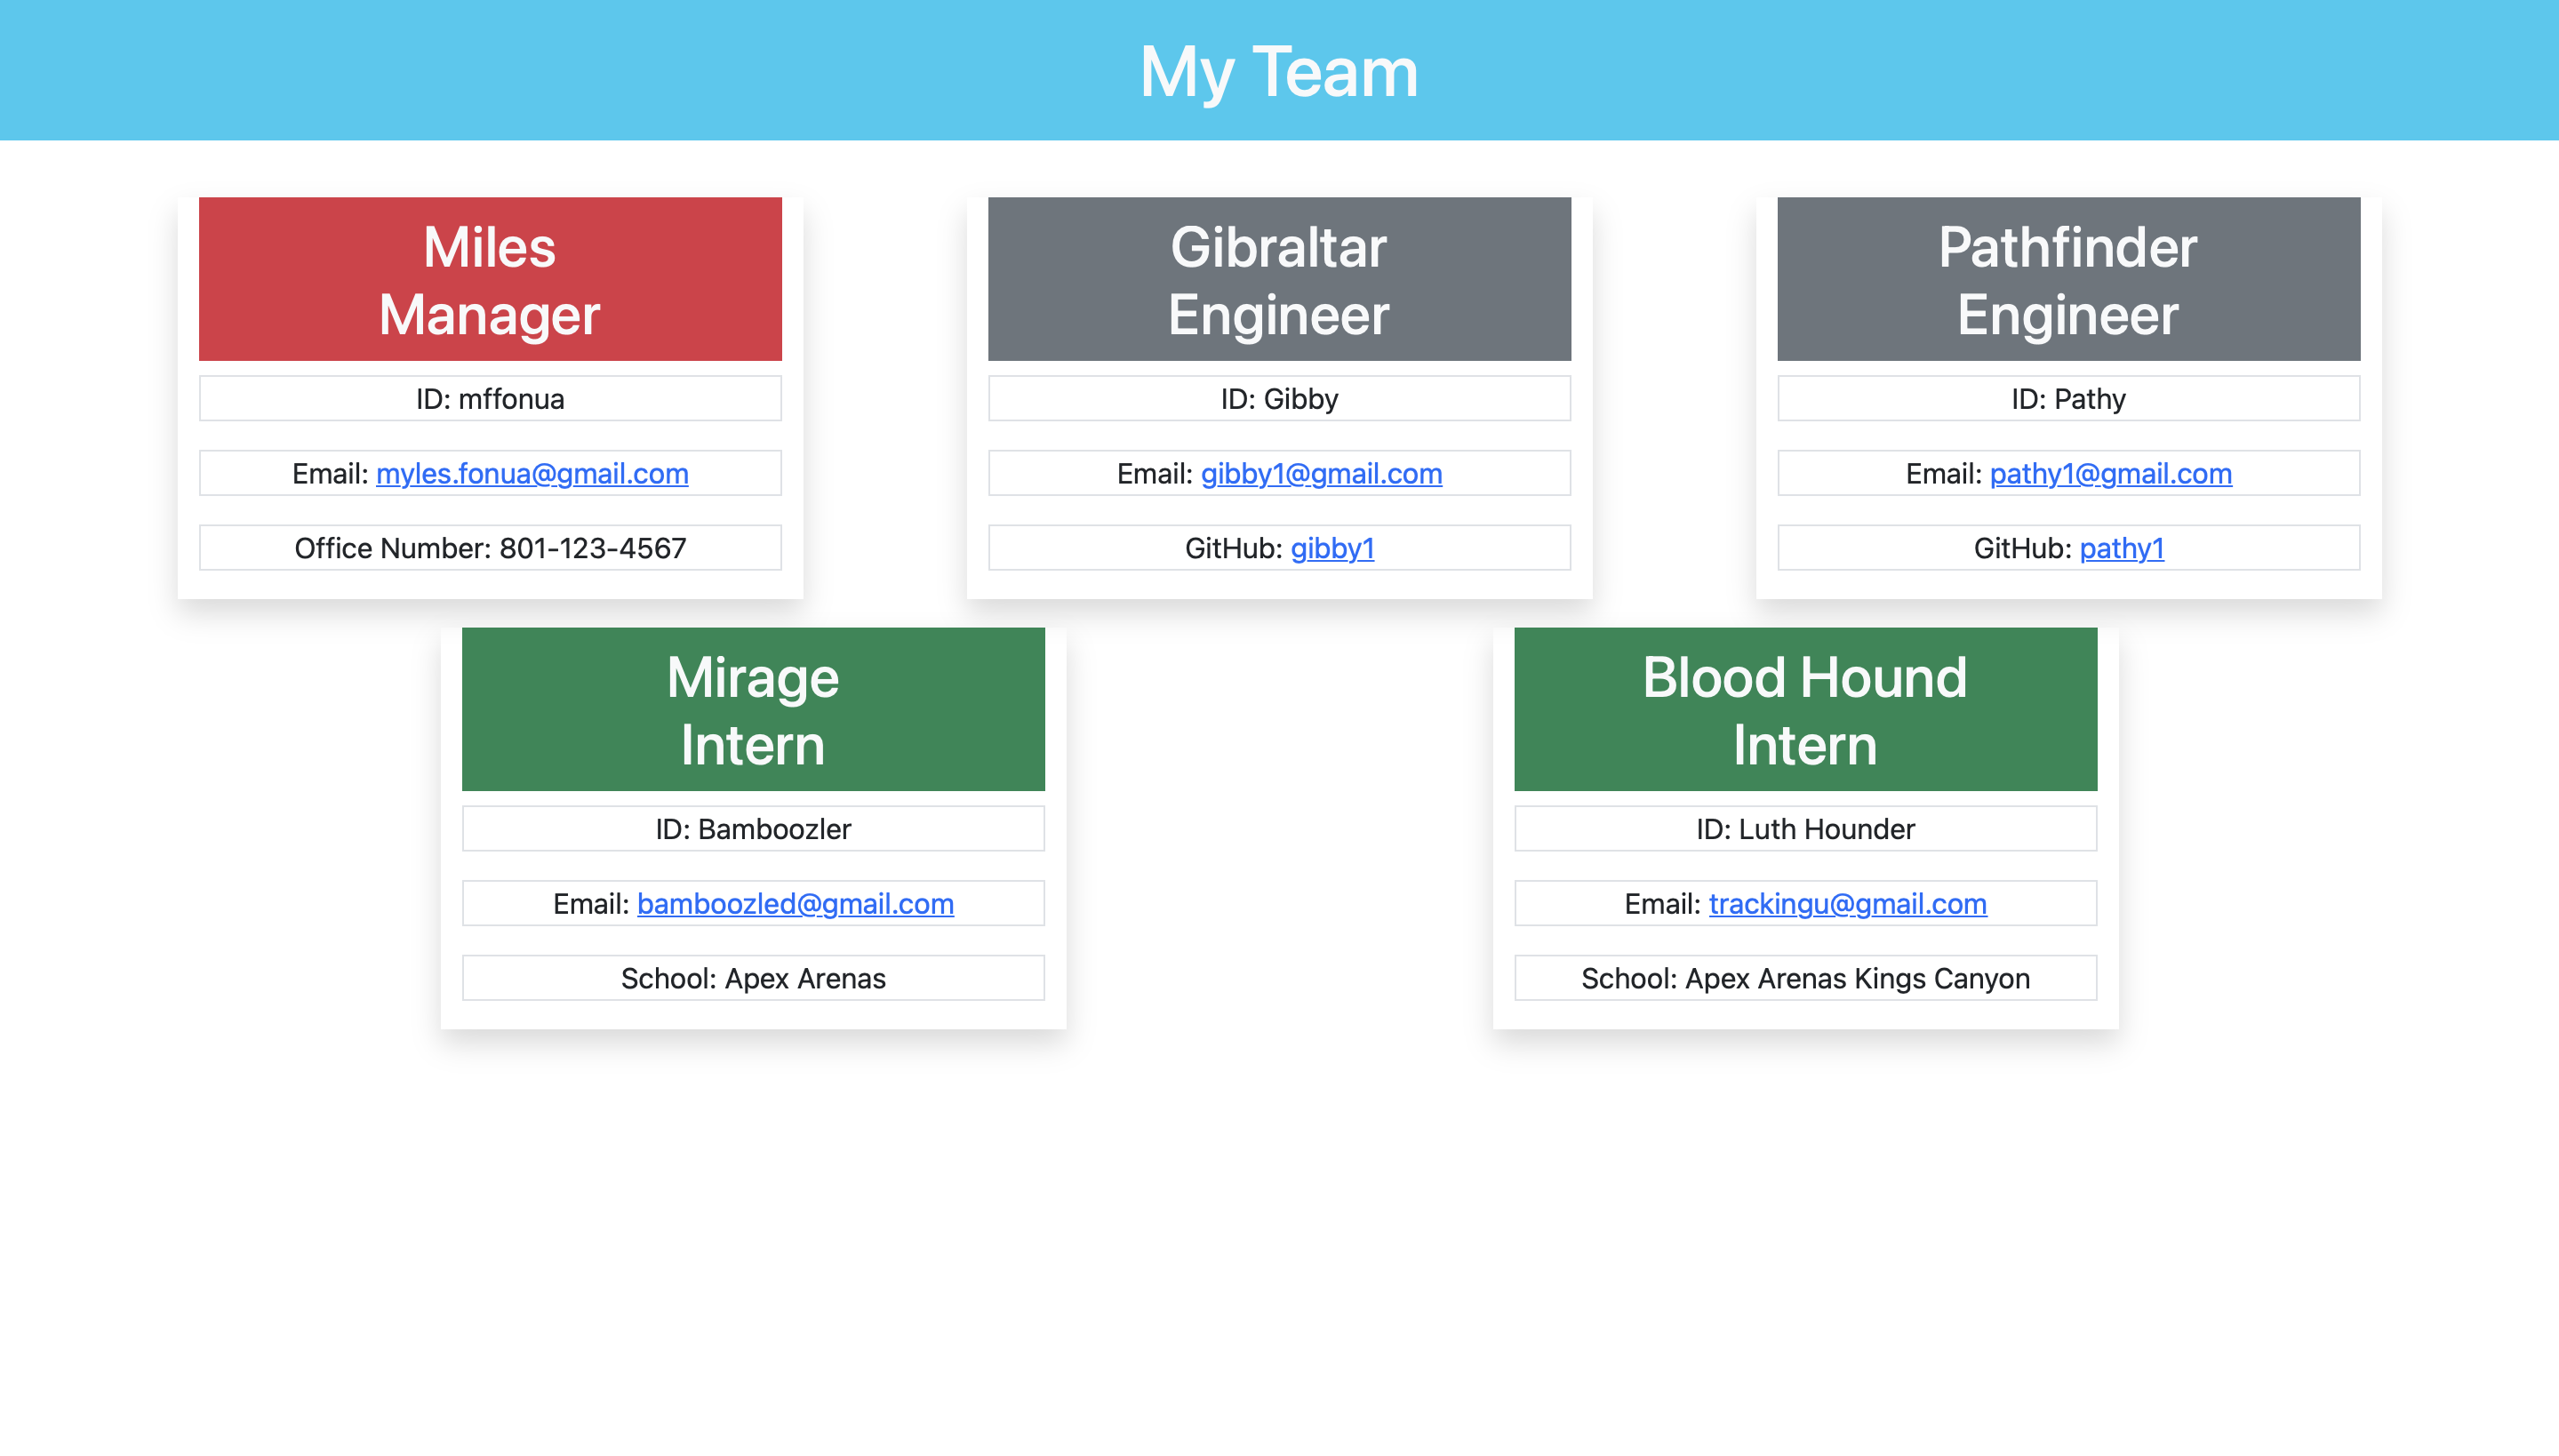 My Team
Miles
Manager
ID: mffonua
Email: myles.fonua@gmail.com
Office Number: 801-123-4567
Gibraltar
Engineer
ID: Gibby
Email: gibby1@gmail.com
GitHub: gibby1
Pathfinder
Engineer
ID: Pathy
Email: pathy1@gmail.com
GitHub: pathy1
Mirage
Intern
ID: Bamboozler
Email: bamboozled@gmail.com
School: Apex Arenas
Blood Hound
Intern
ID: Luth Hounder
Email: trackingu@gmail.com
School: Apex Arenas Kings Canyon